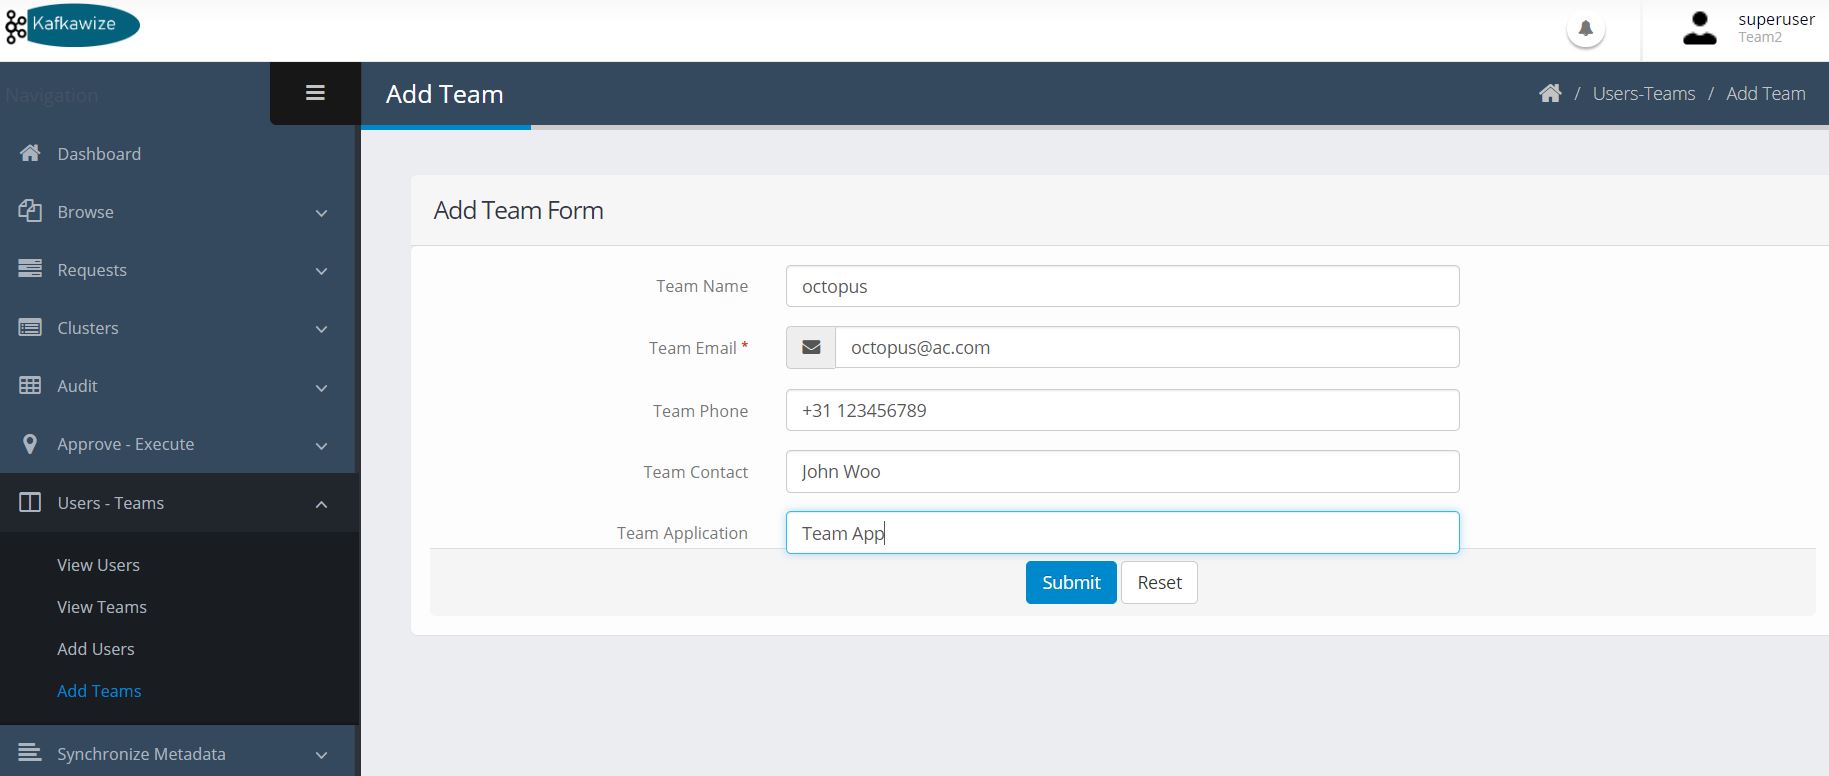 Kafkawize
superuser
Team2
Navigation
Add Team
/ Users-Teams / Add Team
Dashboard
Browse
Requests
Clusters
Audit
Approve - Execute
Users - Teams
View Users
View Teams
Add Users
Add Teams
Synchronize Metadata
Add Team Form
Team Name octopus
Team Email * octopus@ac.com
Team Phone +31 123456789
Team Contact John Woo
Team Application Team App
Submit Reset